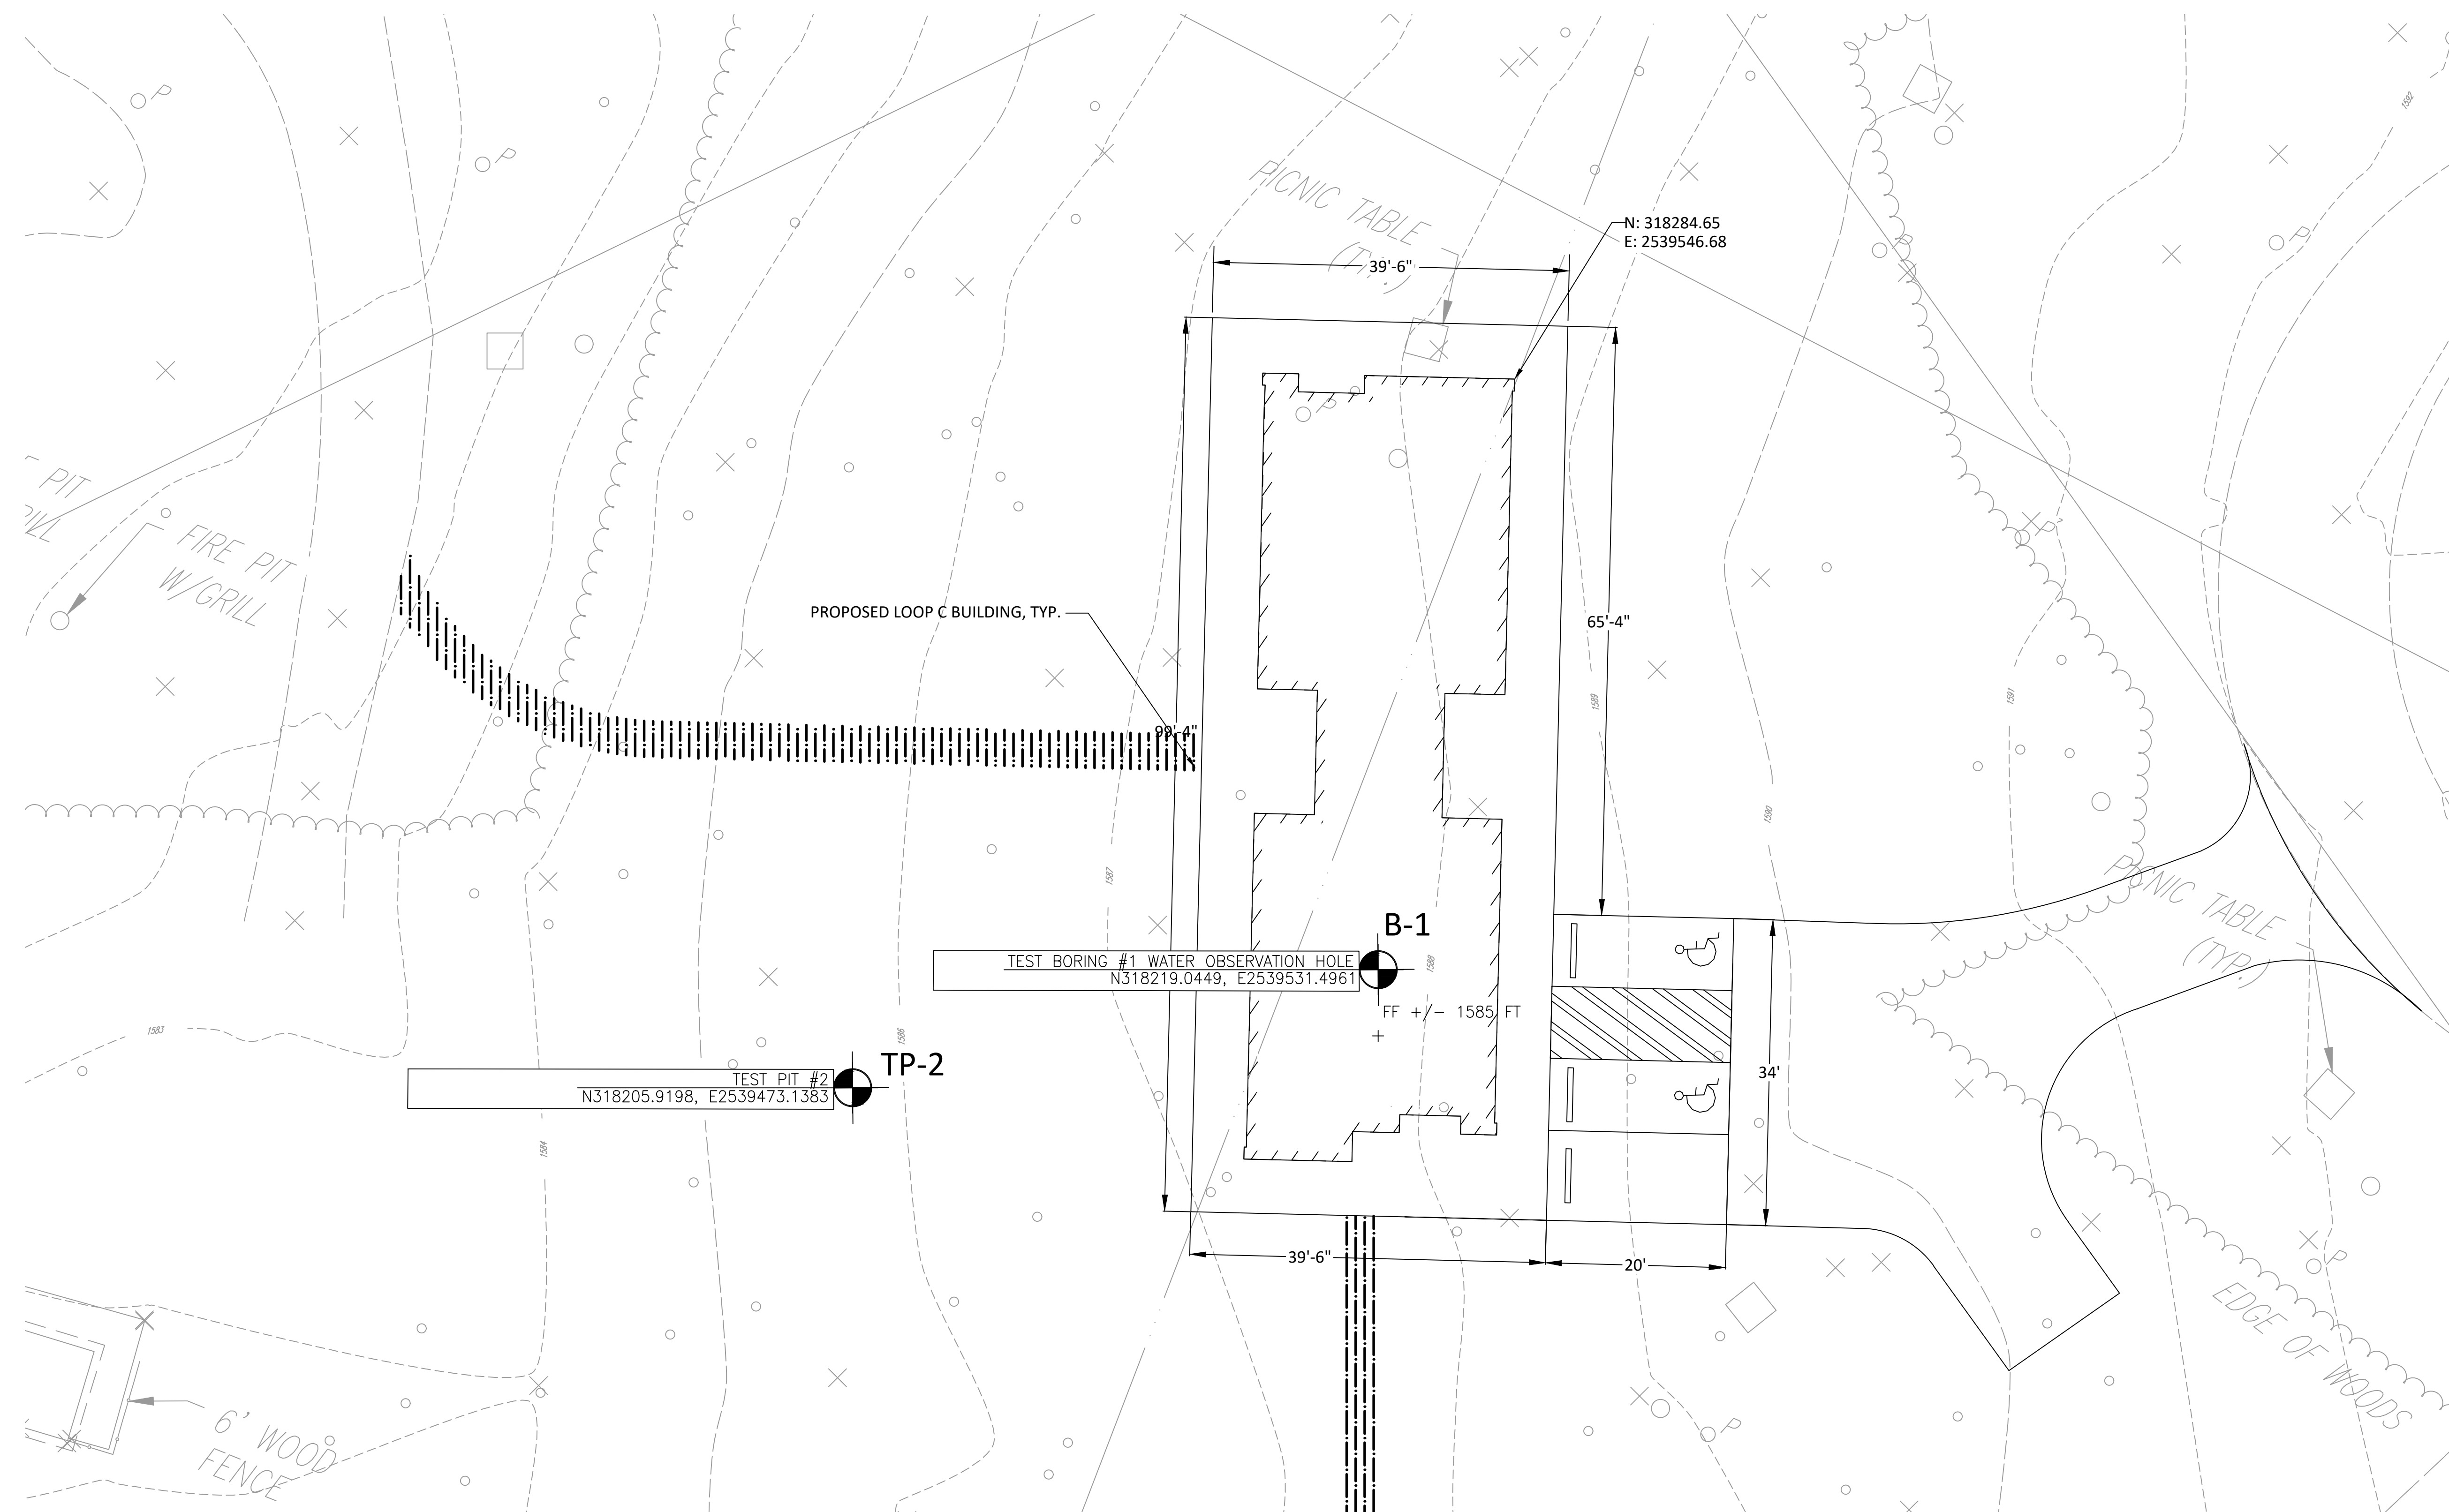 1592
P
P
PICNIC TABLE
(TYP.)
N: 318284.65
E: 2539546.68
P
P
39'-6"
P
PIT
FIRE PIT
W/GRILL
P
PROPOSED LOOP C BUILDING, TYP.
65'-4"
1589
1591
99'-4"
1590
1587
PICNIC TABLE
(TYP.)
B-1
TEST BORING #1 WATER OBSERVATION HOLE
N318219.0449, E2539531.4961
1588
FF +/- 1585 FT
1583
1586
TP-2
TEST PIT #2
N318205.9198, E2539473.1383
34'
1584
39'-6"
20'
P
EDGE OF WOODS
6' WOOD
FENCE
P